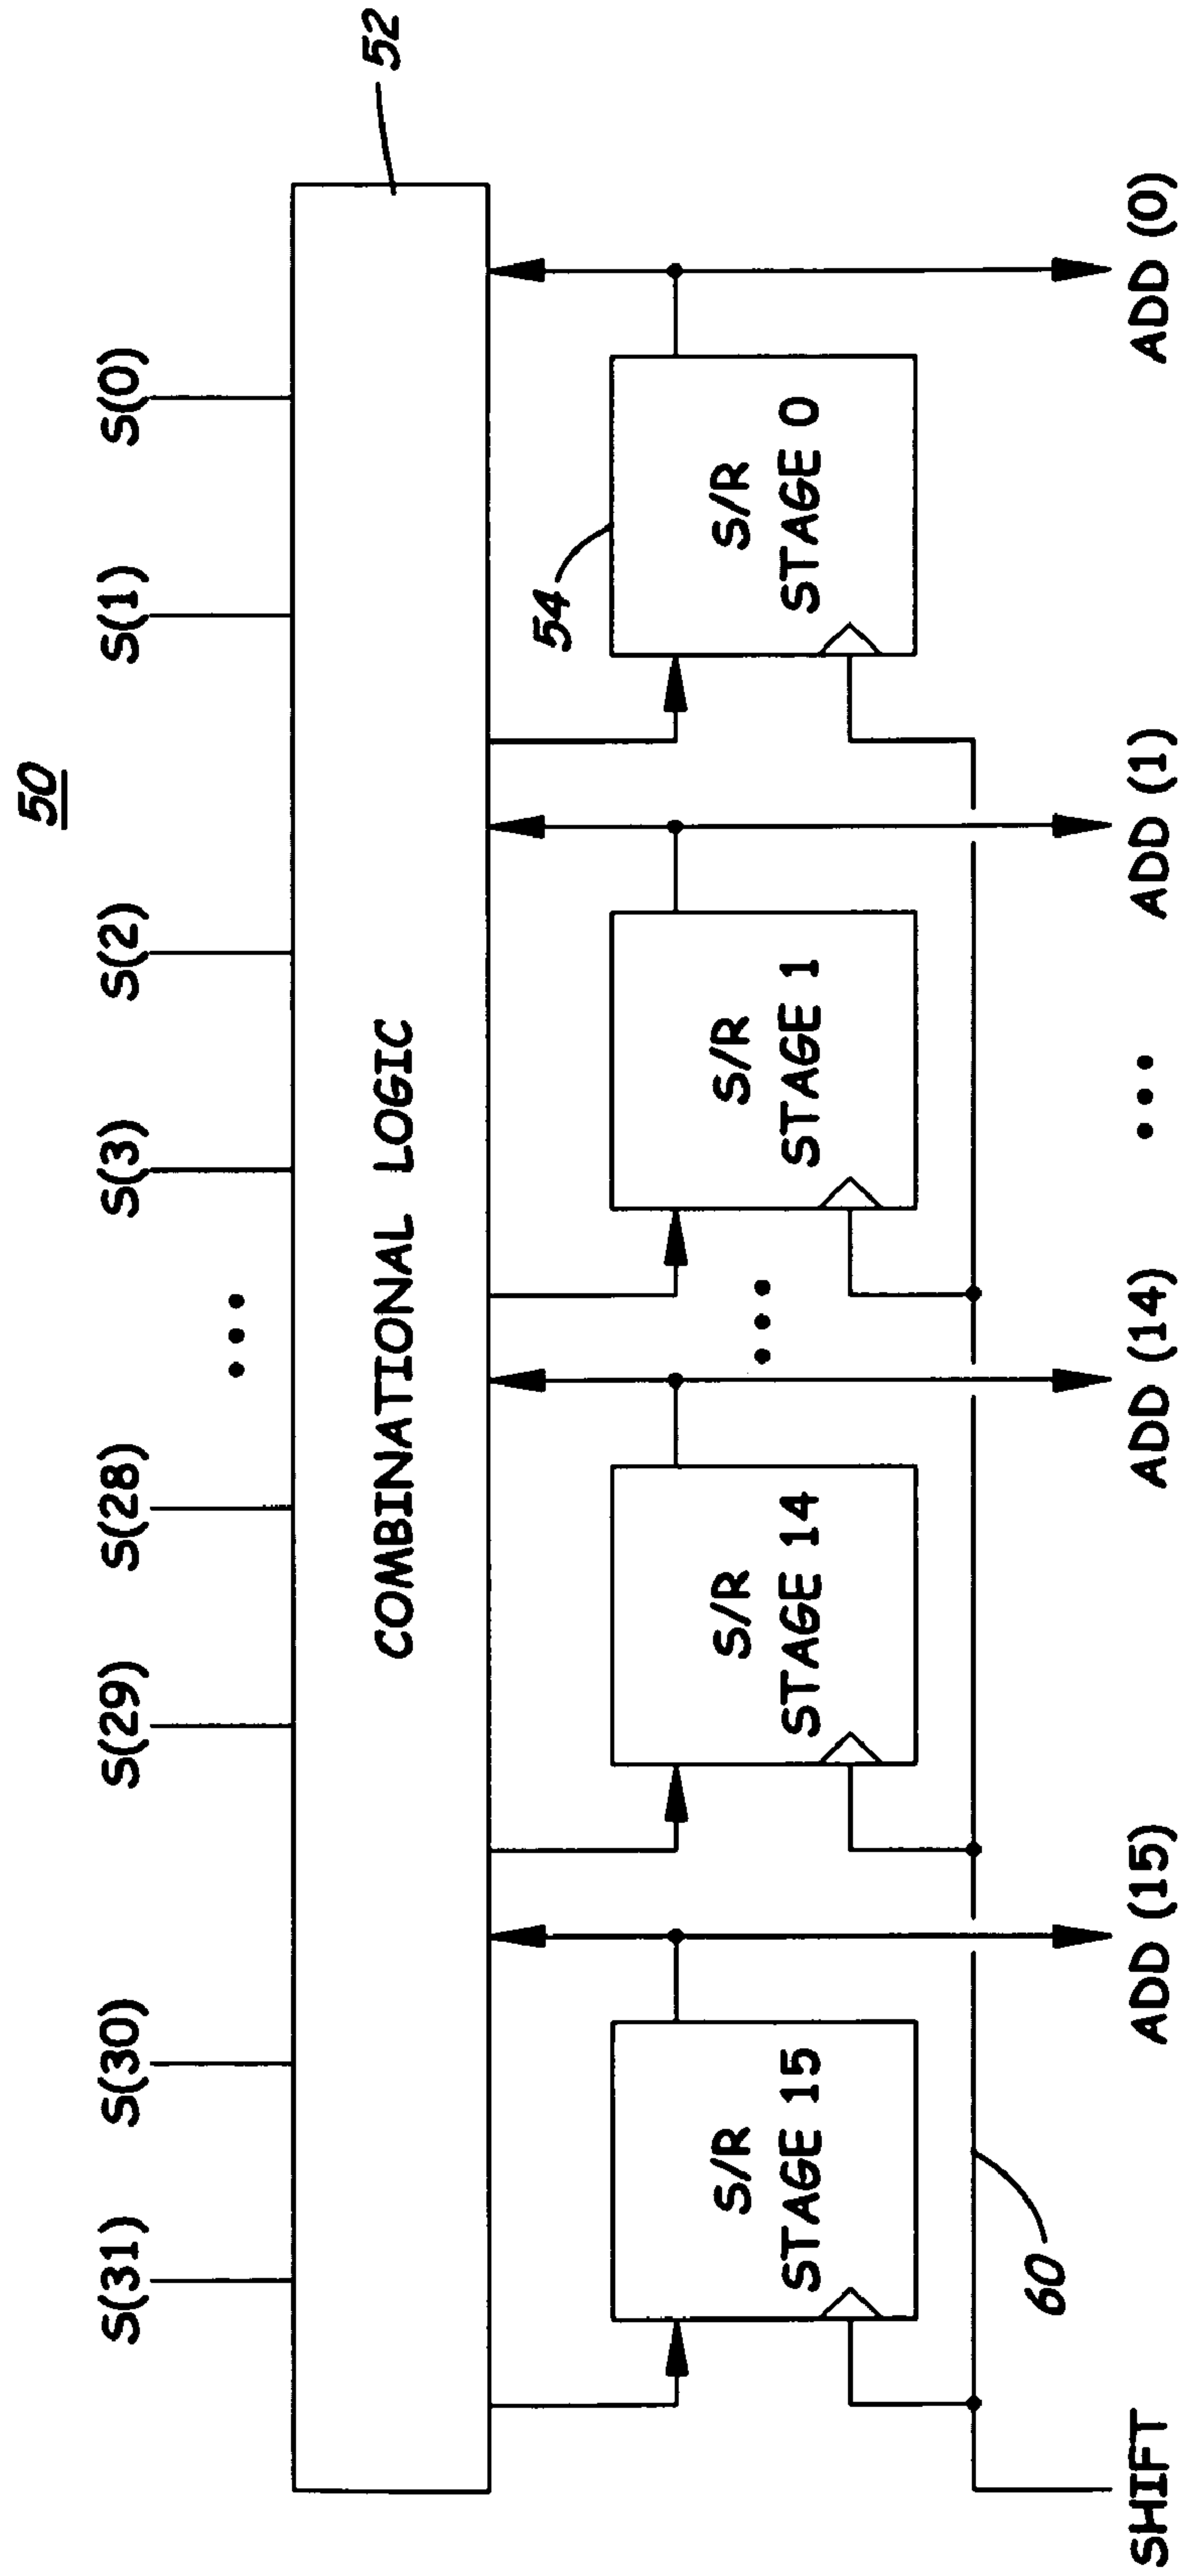 50
S(31)
S(30)
S(29)
S(28)
...
S(3)
S(2)
S(1)
S(0)
COMBINATIONAL LOGIC
52
54
S/R
STAGE 15
S/R
STAGE 14
...
S/R
STAGE 1
S/R
STAGE 0
60
SHIFT
ADD (15)
ADD (14)
...
ADD (1)
ADD (0)